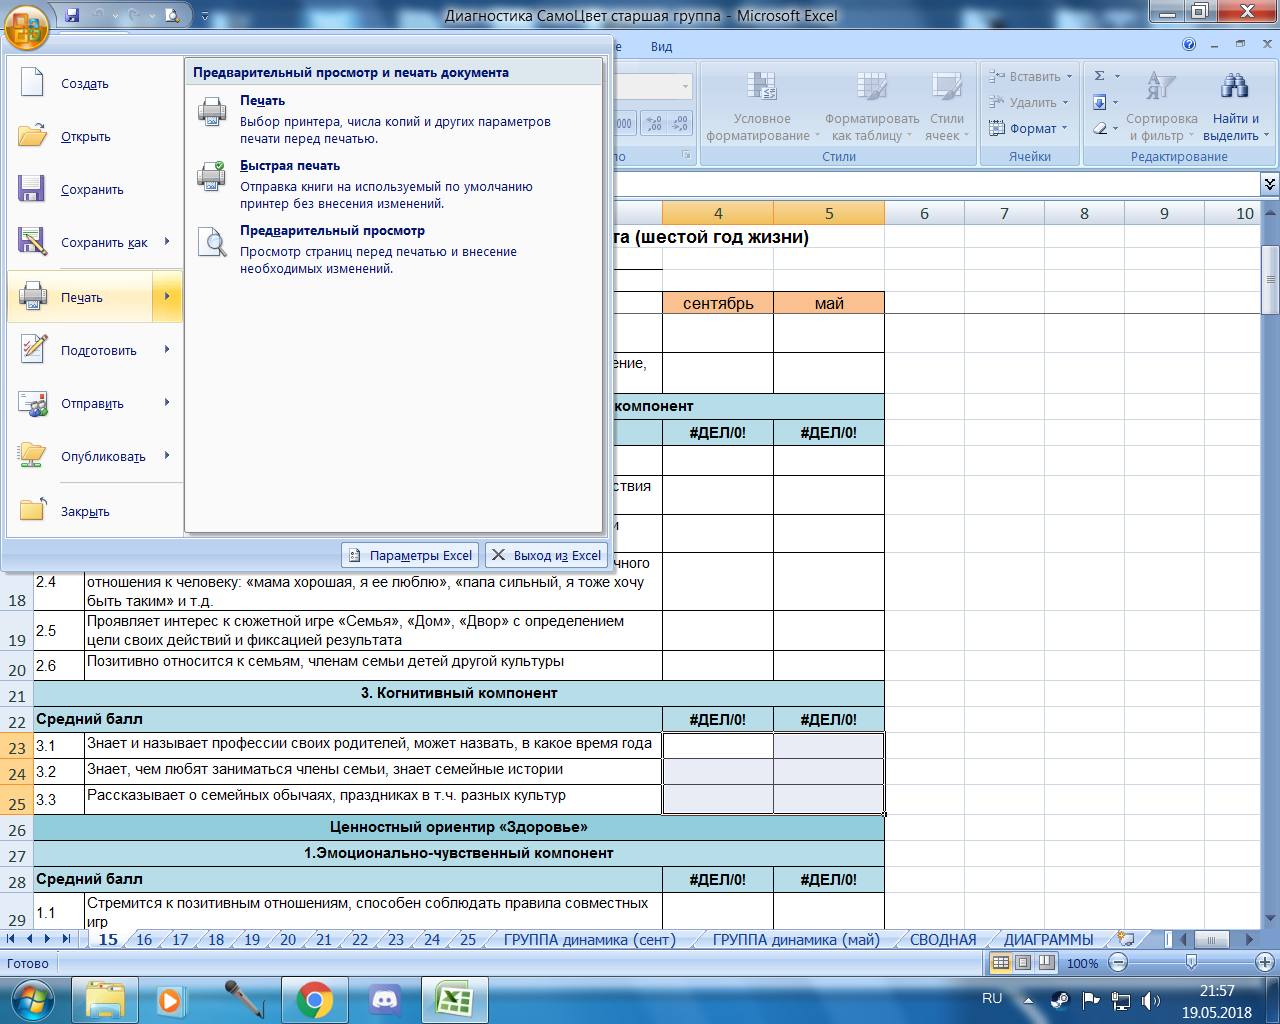 Диагностика СамоЦвет старшая группа - Microsoft Excel
Вид
Создать
Открыть
Сохранить
Сохранить как
Печать
Подготовить
Отправить
Опубликовать
Закрыть
Предварительный просмотр и печать документа
Печать
Выбор принтера, числа копий и других параметров
печати перед печатью.
Быстрая печать
Отправка книги на используемый по умолчанию
принтер без внесения изменений.
Предварительный просмотр
Просмотр страниц перед печатью и внесение
необходимых изменений.
Параметры Excel
Выход из Excel
000
,00
,00
Условное
форматирование
Форматировать
как таблицу
Стили
ячеек
Стили
Вставить
Удалить
Формат
Ячейки
Σ
Сортировка
и фильтр
Найти и
выделить
Редактирование
4 5 6 7 8 9 10
та (шестой год жизни)
сентябрь май
ение,
компонент
#ДЕЛ/0! #ДЕЛ/0!
ствия
и
чного
18 2.4 отношения к человеку: «мама хорошая, я ее люблю», «папа сильный, я тоже хочу
быть таким» и т.д.
19 2.5 Проявляет интерес к сюжетной игре «Семья», «Дом», «Двор» с определением
цели своих действий и фиксацией результата
20 2.6 Позитивно относится к семьям, членам семьи детей другой культуры
21 3. Когнитивный компонент
22 Средний балл #ДЕЛ/0! #ДЕЛ/0!
23 3.1 Знает и называет профессии своих родителей, может назвать, в какое время года
24 3.2 Знает, чем любят заниматься члены семьи, знает семейные истории
25 3.3 Рассказывает о семейных обычаях, праздниках в т.ч. разных культур
26 Ценностный ориентир «Здоровье»
27 1.Эмоционально-чувственный компонент
28 Средний балл #ДЕЛ/0! #ДЕЛ/0!
29 1.1 Стремится к позитивным отношениям, способен соблюдать правила совместных
игр
15 16 17 18 19 20 21 22 23 24 25 ГРУППА динамика (сент) ГРУППА динамика (май) СВОДНАЯ ДИАГРАММЫ
Готово
100%
RU
21:57
19.05.2018